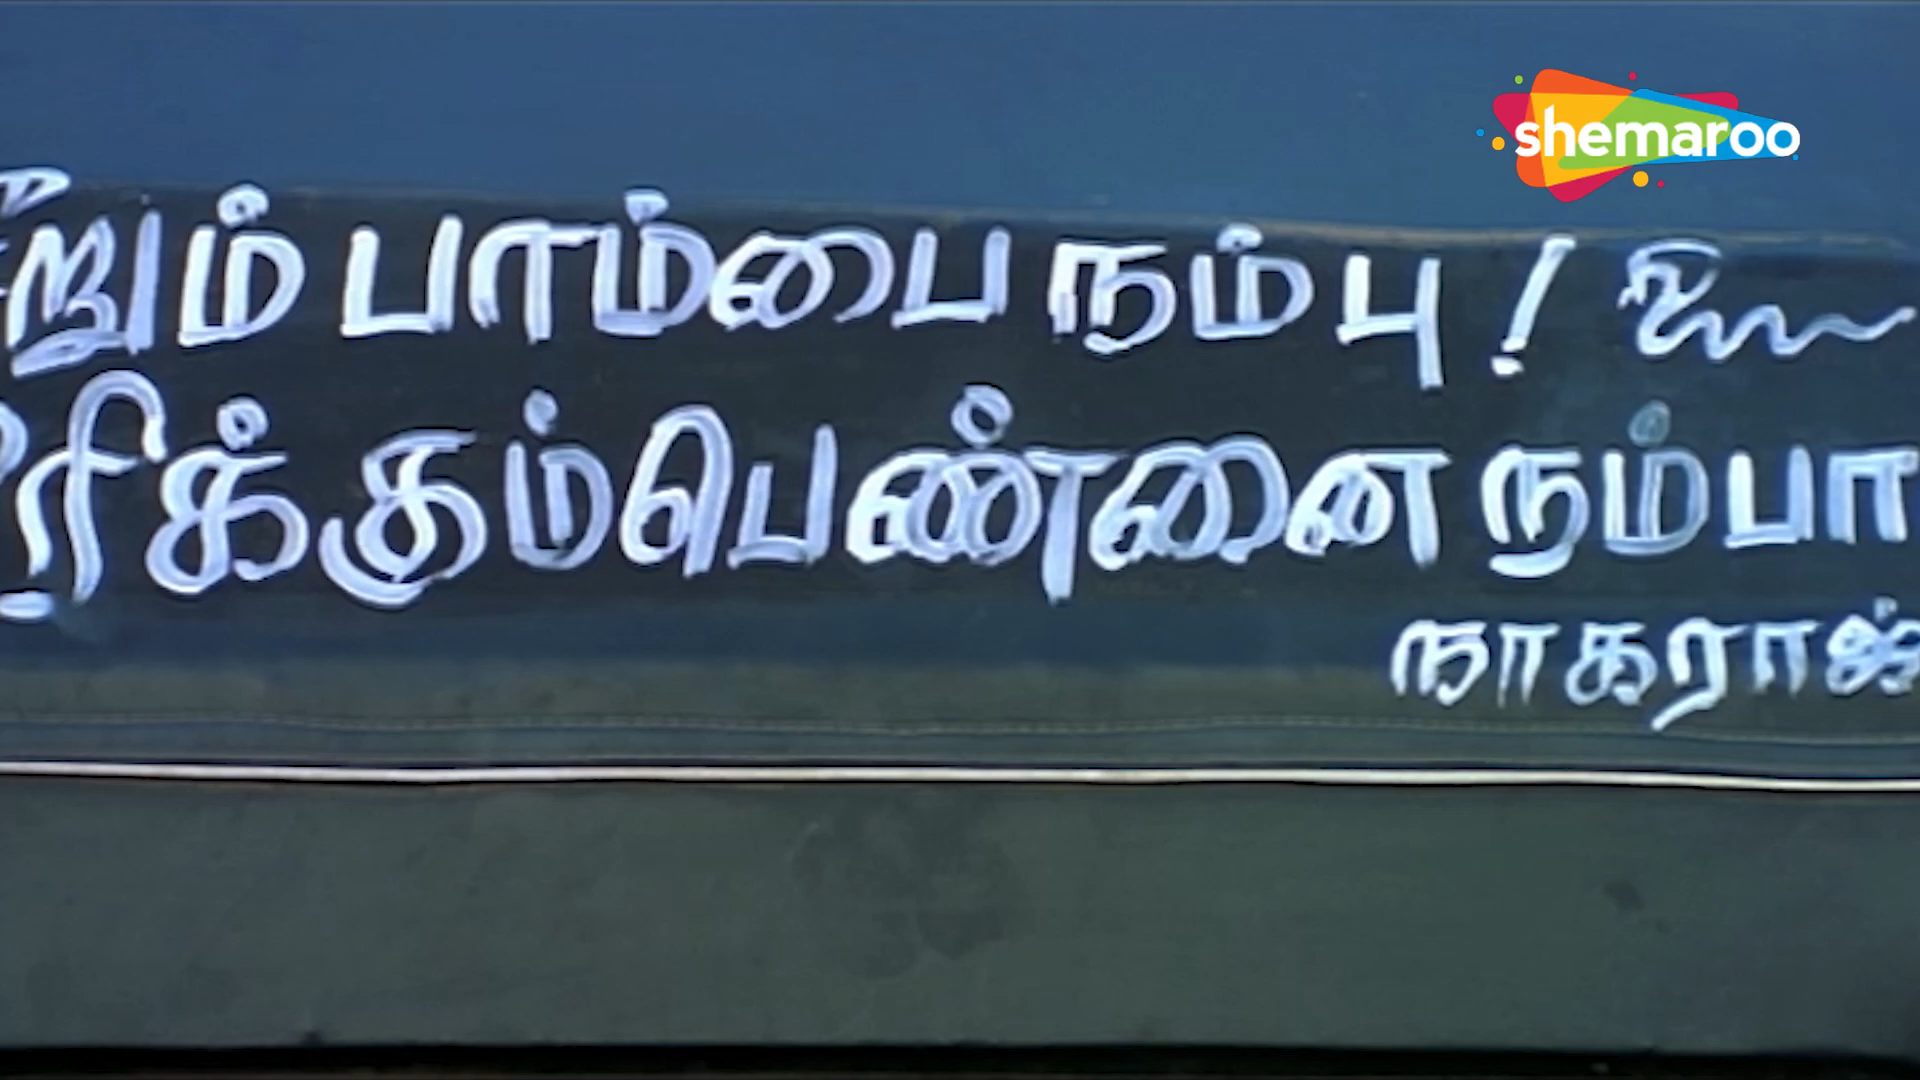 shemaroo
சீறும் பாம்பை நம்பு!
சிரிக்கும் பெண்ணை நம்பா
நாகராஜ்